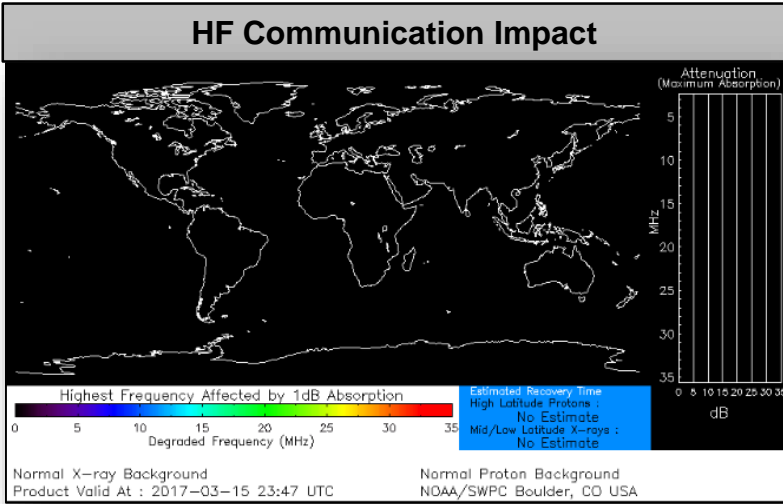 HF Communication Impact
Attenuation
(Maximum Absorption)
5
10
15
20
25
30
35
MHz
0 5 10 15 20 25 30 35
dB
Highest Frequency Affected by 1dB Absorption
0 5 10 15 20 25 30 35
Degraded Frequency (MHz)
Estimated Recovery Time
High Latitude Protons :
No Estimate
Mid/Low Latitude X-rays :
No Estimate
Normal X-ray Background
Normal Proton Background
Product Valid At : 2017-03-15 23:47 UTC
NOAA/SWPC Boulder, CO USA